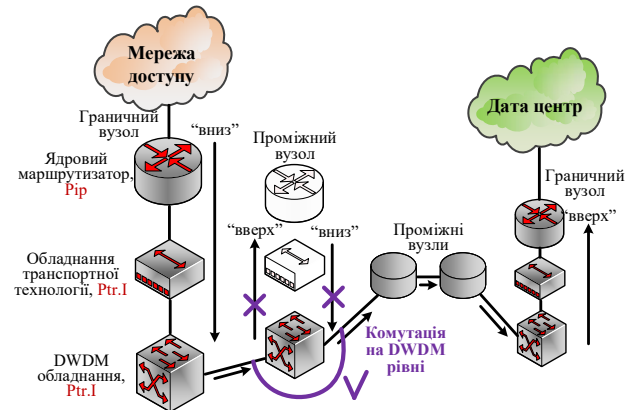 Мережа
доступу
Граничний
вузол
“вниз”
Ядровий
маршрутизатор,
Pip
Обладнання
транспортної
технології, Ptr.I
DWDM
обладнання,
Ptr.I
Проміжний
вузол
“вверх”
“вниз”
Проміжні
вузли
Комутація
на DWDM
рівні
Дата центр
Граничний
вузол
“вверх”